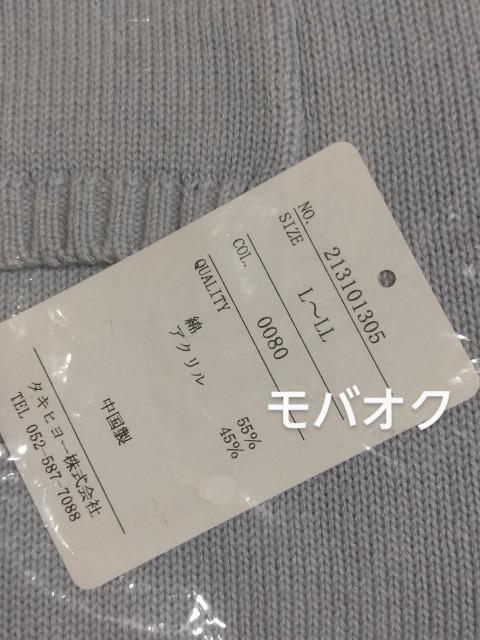 NO. 213101305
SIZE L～LL
COL. 0080
QUALITY
綿 55%
アクリル 45%
中国製
タキヒヨー株式会社
TEL 052-587-7088
モバオク